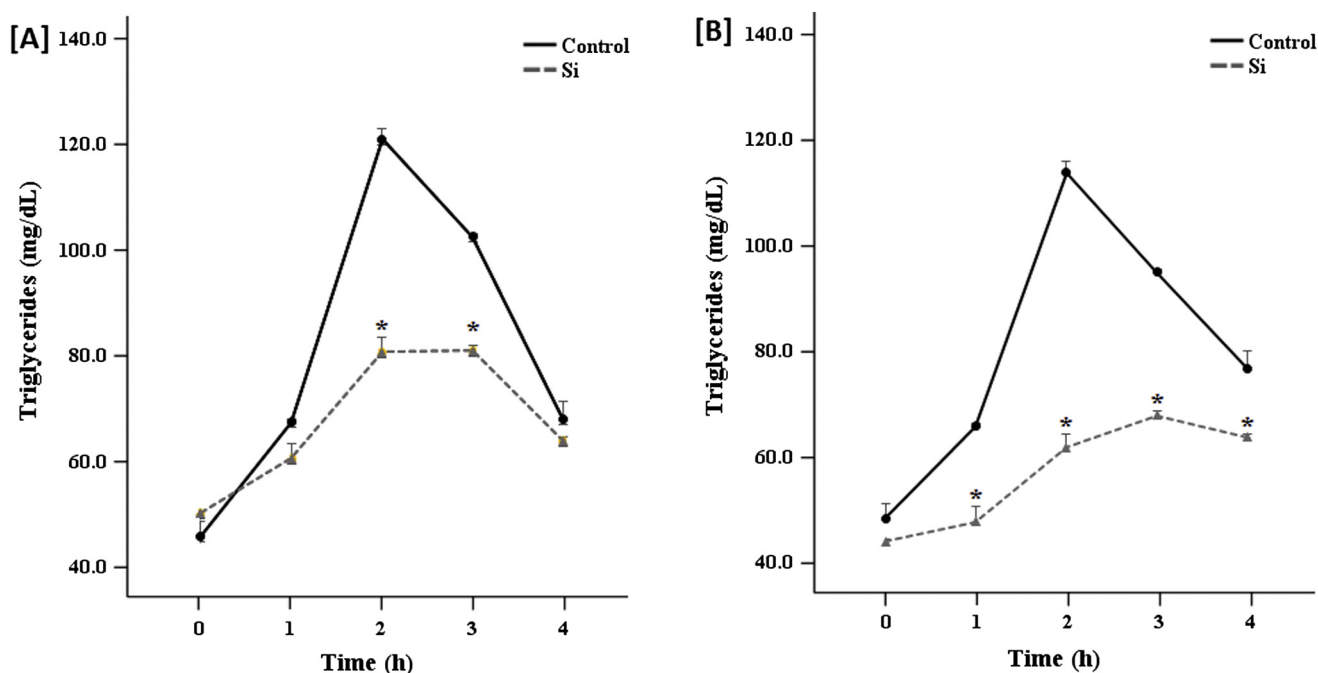 [A]
Triglycerides (mg/dL)
140.0
120.0
100.0
80.0
60.0
40.0
Control
Si
*
*
0 1 2 3 4
Time (h)
[B]
Triglycerides (mg/dL)
140.0
120.0
100.0
80.0
60.0
40.0
Control
Si
*
*
*
*
0 1 2 3 4
Time (h)